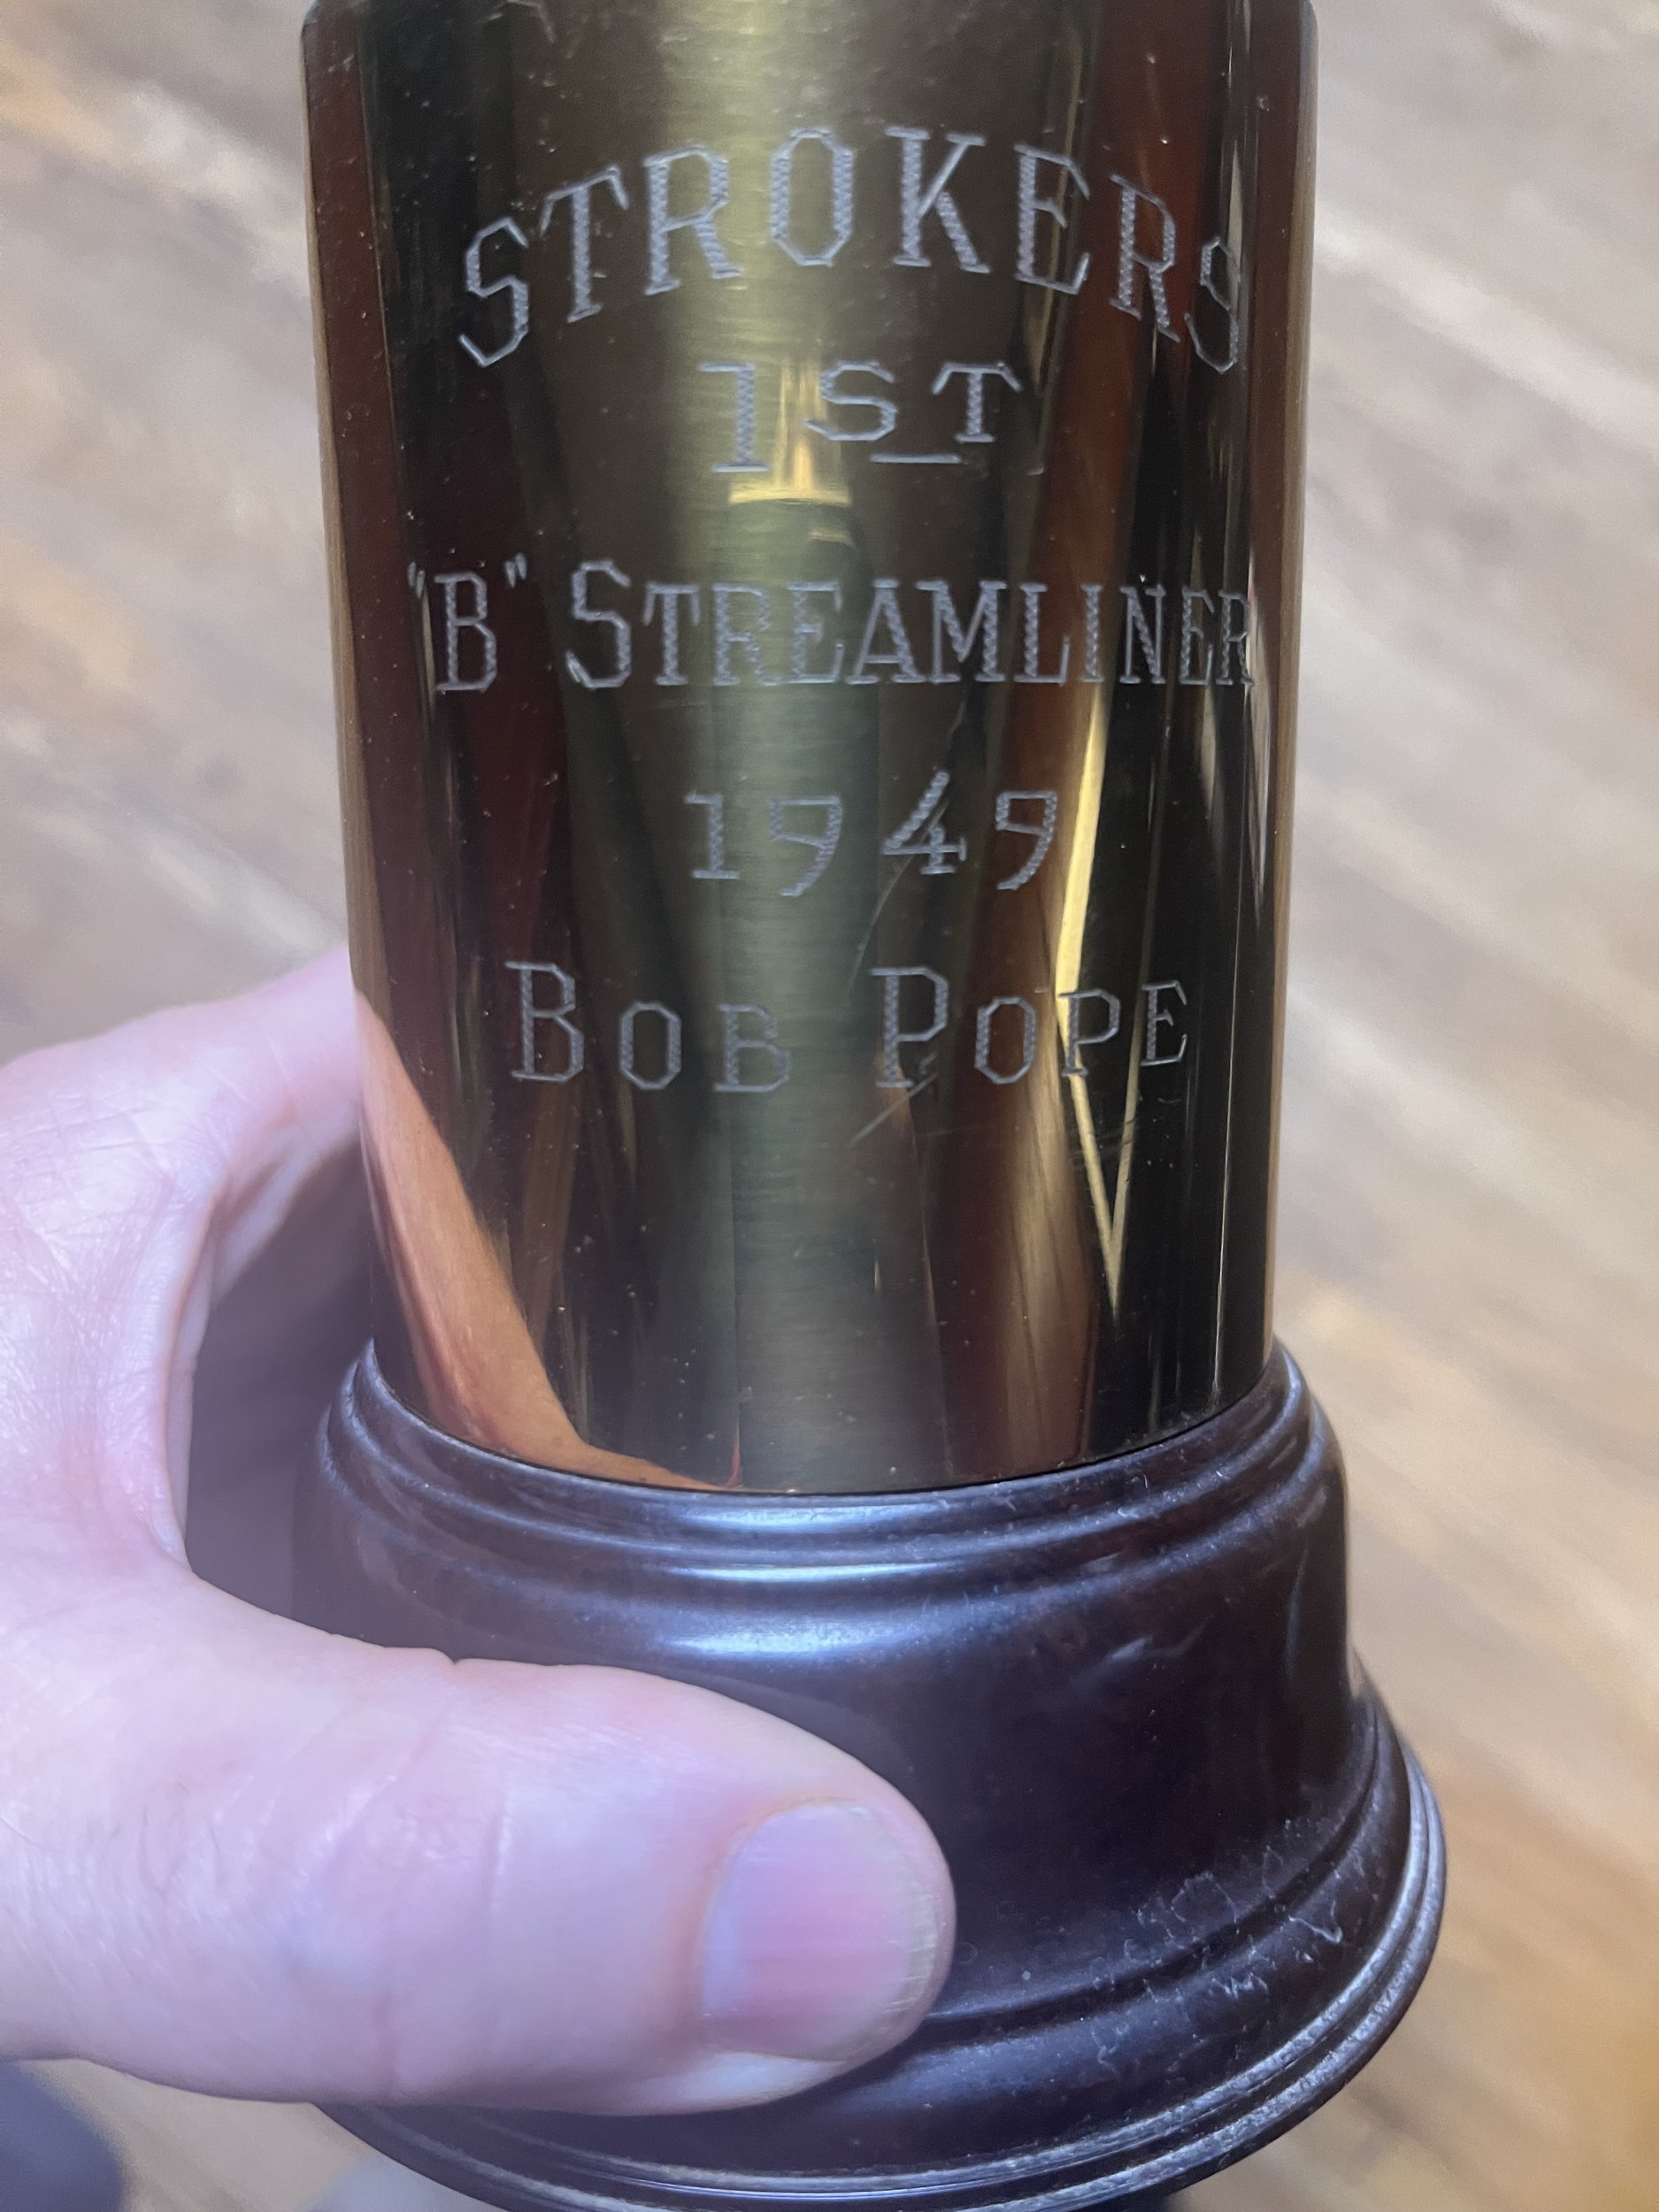 STROKERS
1ST
"B" STREAMLINER
1949
BOB POPE